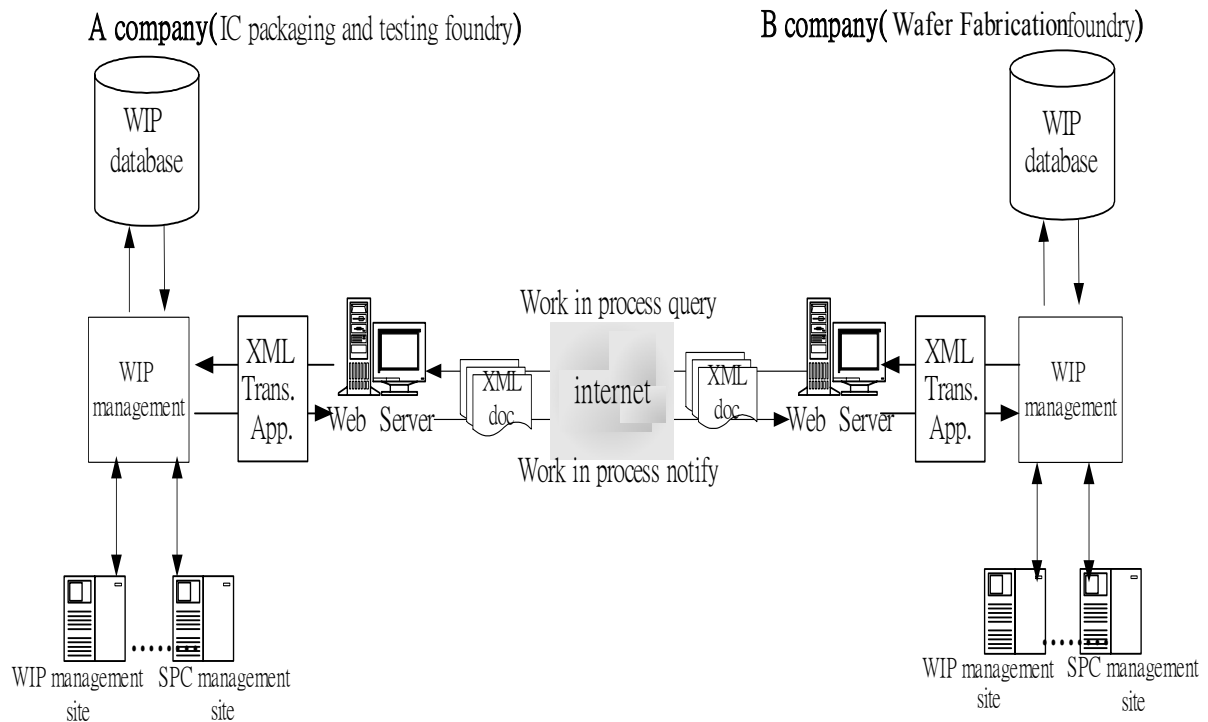 A company(IC packaging and testing foundry)
B company( Wafer Fabricationfoundry)
WIP
database
WIP
database
Work in process query
WIP
management
XML
Trans.
App.
Web Server
XML
doc
internet
XML
doc
Web Server
XML
Trans.
App.
WIP
management
Work in process notify
WIP management
site
SPC management
site
WIP management
site
SPC management
site